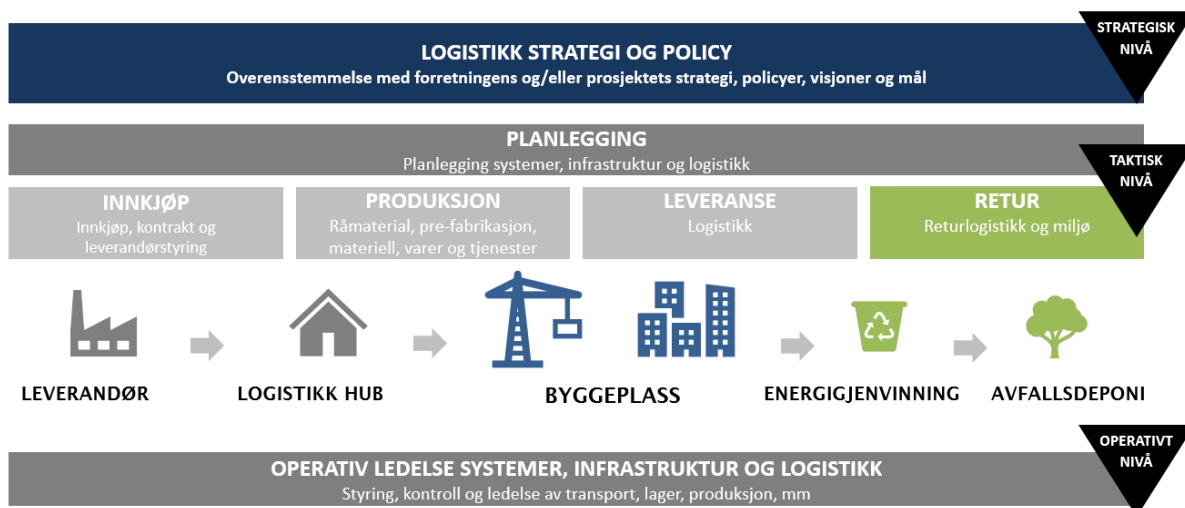 STRATEGISK
NIVÅ
LOGISTIKK STRATEGI OG POLICY
Overensstemmelse med forretningens og/eller prosjektets strategi, policyer, visjoner og mål
PLANLEGGING
Planlegging systemer, infrastruktur og logistikk
TAKTISK
NIVÅ
INNKJØP
Innkjøp, kontrakt og
leverandørstyring
PRODUKSJON
Råmaterial, pre-fabrikasjon,
materiell, varer og tjenester
LEVERANSE
Logistikk
RETUR
Returlogistikk og miljø
LEVERANDØR
LOGISTIKK HUB
BYGGEPLASS
ENERGIGJENVINNING
AVFALLSDEPONI
OPERATIVT
NIVÅ
OPERATIV LEDELSE SYSTEMER, INFRASTRUKTUR OG LOGISTIKK
Styring, kontroll og ledelse av transport, lager, produksjon, mm